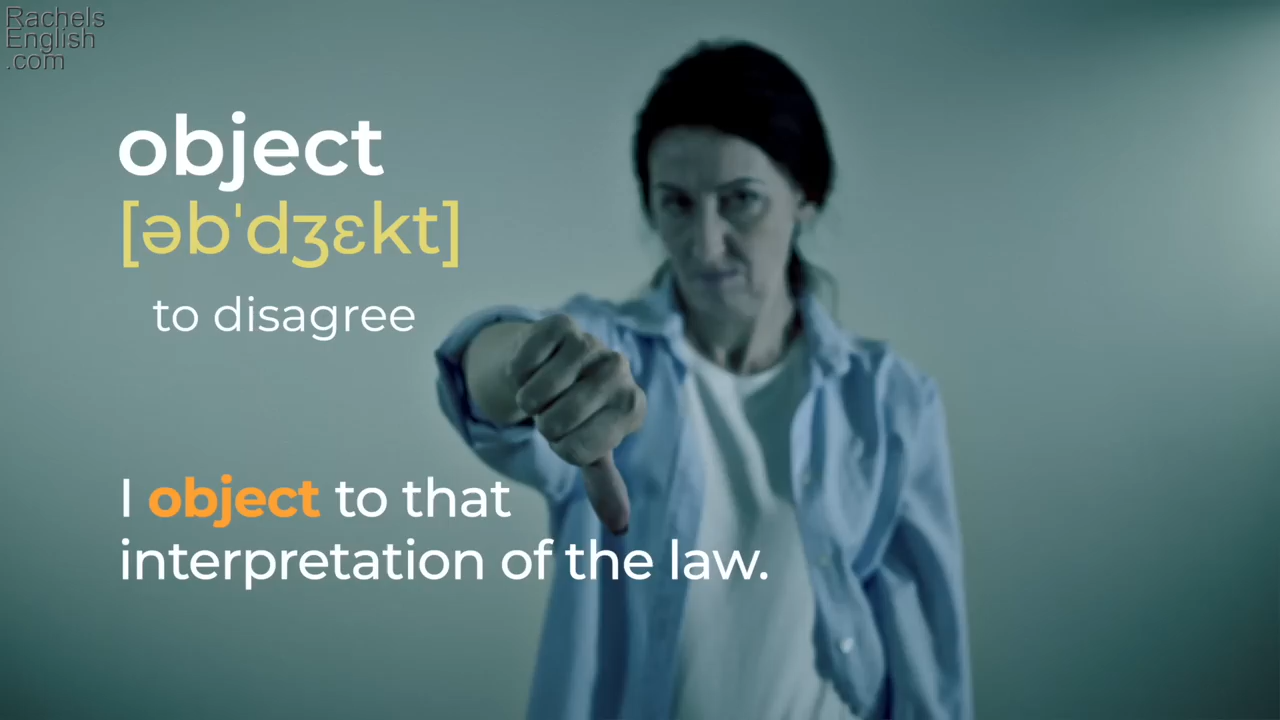 Rachels
English
.com
object
[əbˈdʒɛkt]
to disagree
I object to that
interpretation of the law.